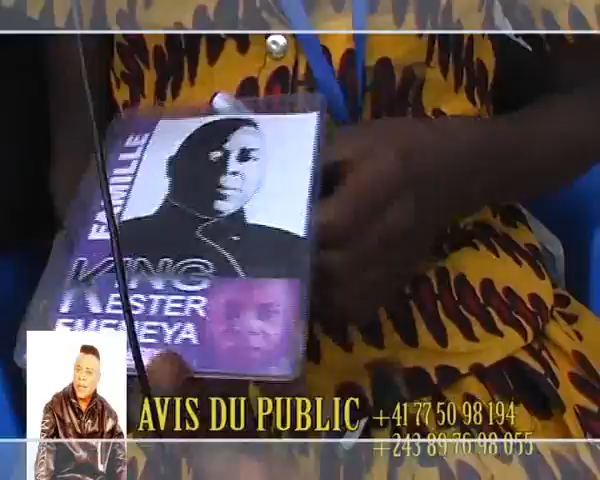 FAMILLE
KING
KESTER
EMENEYA
AVIS DU PUBLIC
+41 77 50 98 194
+243 89 76 98 055